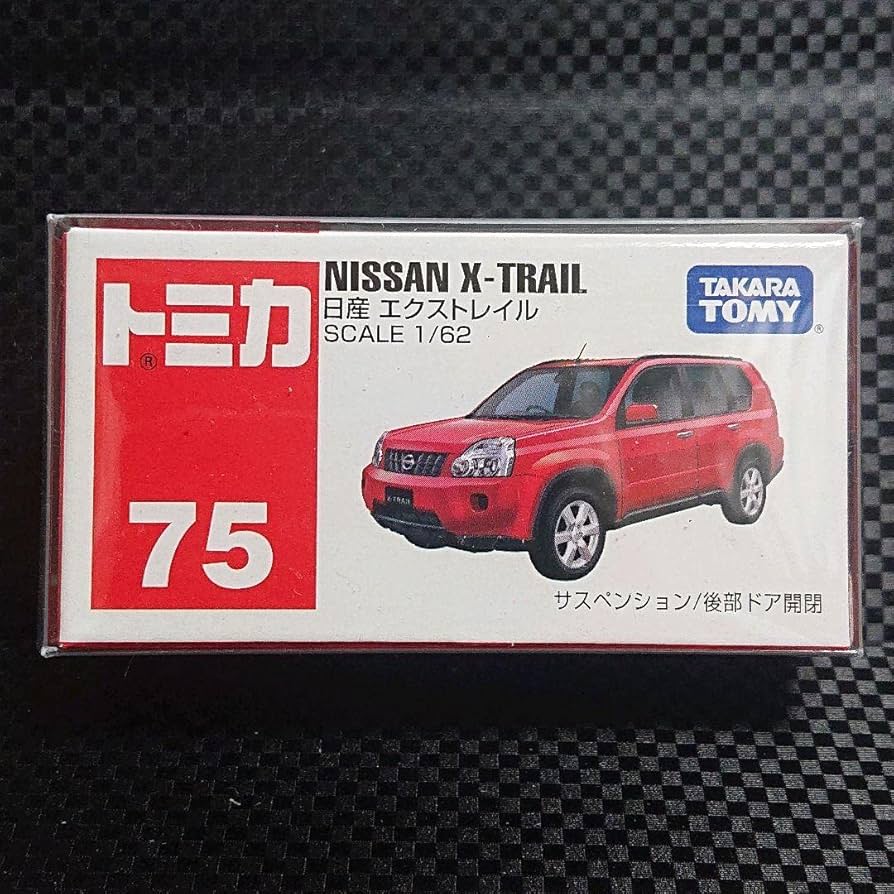 トミカ
®
75
NISSAN X-TRAIL
日産 エクストレイル
SCALE 1/62
TAKARA
TOMY
®
X-TRAIL
サスペンション/後部ドア開閉